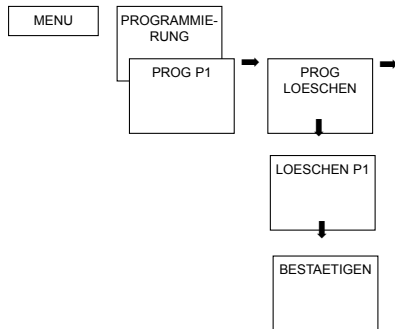 MENU
PROGRAMMIE-
RUNG
PROG P1
PROG
LOESCHEN
LOESCHEN P1
BESTAETIGEN